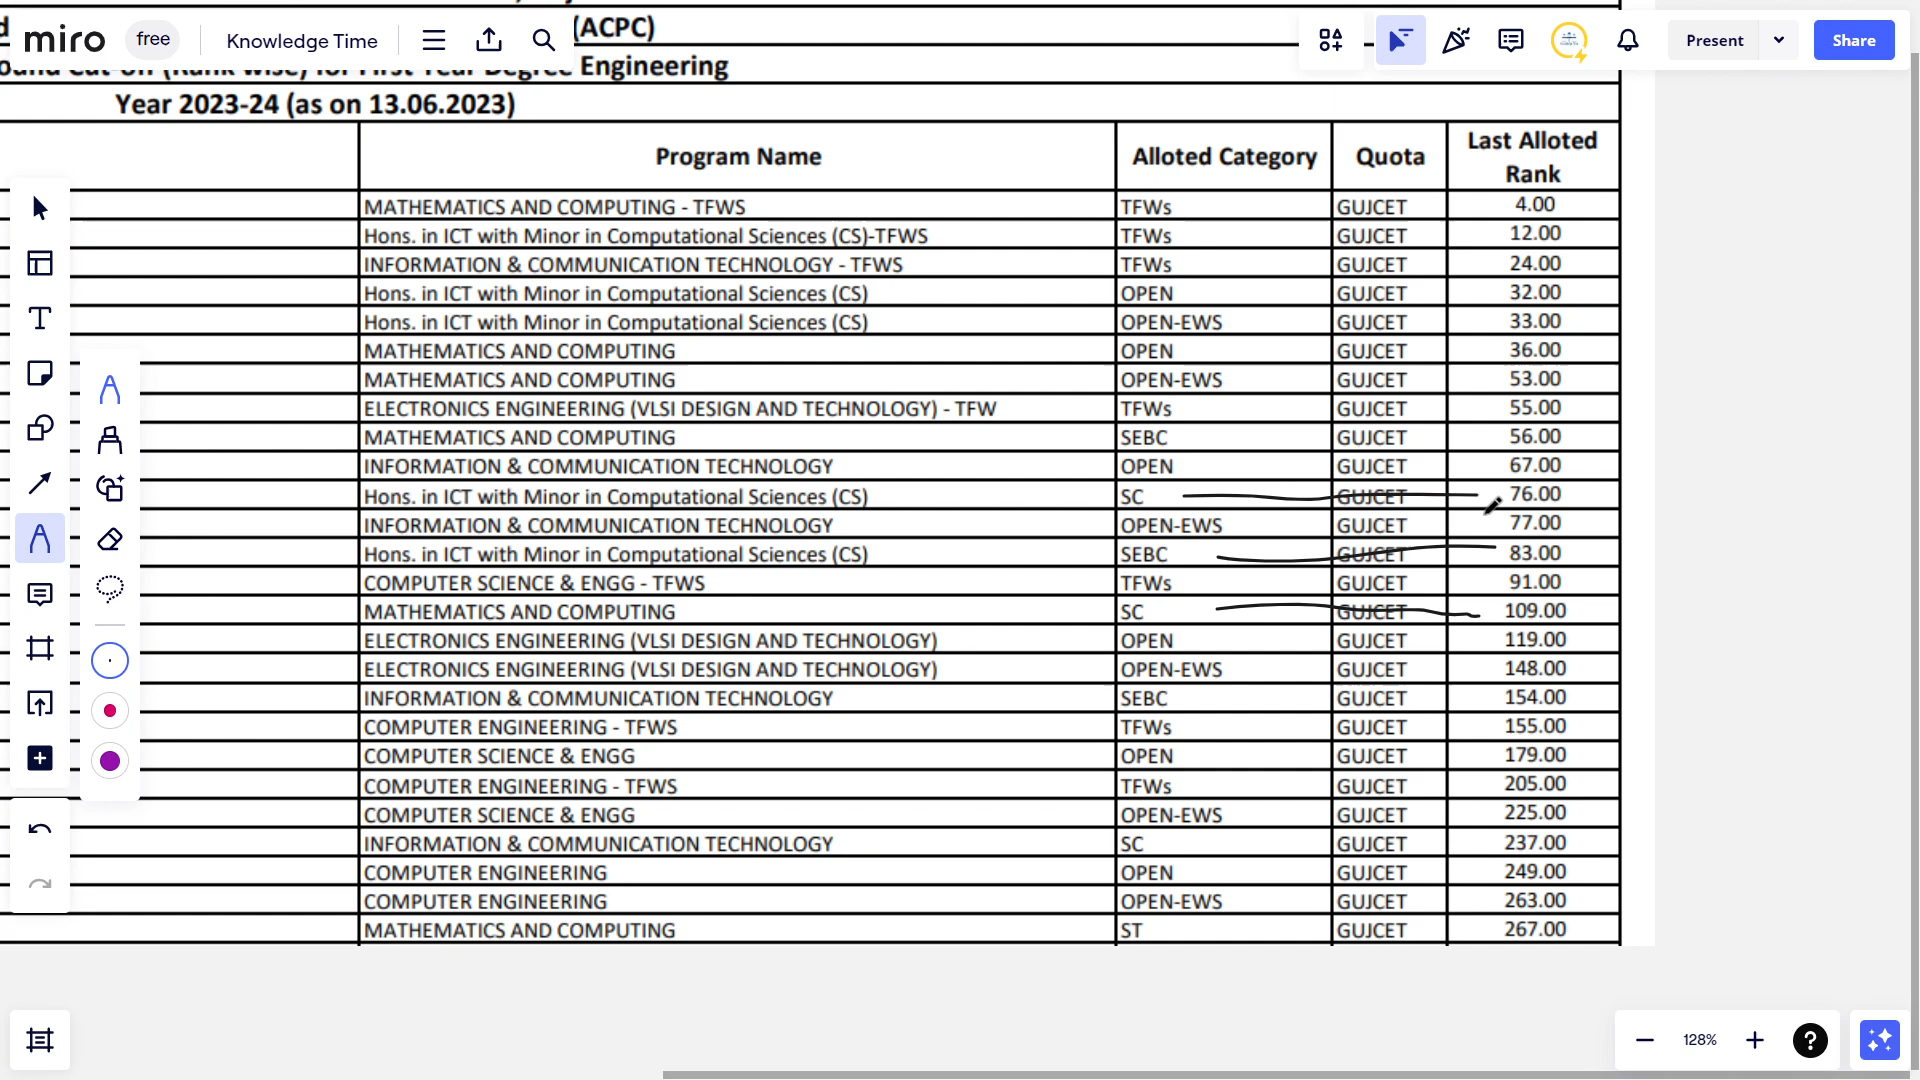 miro free Knowledge Time
(ACPC)
Present
Share
Cut-off (Rank wise) for First Year Degree Engineering
Year 2023-24 (as on 13.06.2023)
Program Name Alloted Category Quota Last Alloted Rank
MATHEMATICS AND COMPUTING - TFWS TFWs GUJCET 4.00
Hons. in ICT with Minor in Computational Sciences (CS)-TFWS TFWs GUJCET 12.00
INFORMATION & COMMUNICATION TECHNOLOGY - TFWS TFWs GUJCET 24.00
Hons. in ICT with Minor in Computational Sciences (CS) OPEN GUJCET 32.00
Hons. in ICT with Minor in Computational Sciences (CS) OPEN-EWS GUJCET 33.00
MATHEMATICS AND COMPUTING OPEN GUJCET 36.00
MATHEMATICS AND COMPUTING OPEN-EWS GUJCET 53.00
ELECTRONICS ENGINEERING (VLSI DESIGN AND TECHNOLOGY) - TFW TFWs GUJCET 55.00
MATHEMATICS AND COMPUTING SEBC GUJCET 56.00
INFORMATION & COMMUNICATION TECHNOLOGY OPEN GUJCET 67.00
Hons. in ICT with Minor in Computational Sciences (CS) SC GUJCET 76.00
INFORMATION & COMMUNICATION TECHNOLOGY OPEN-EWS GUJCET 77.00
Hons. in ICT with Minor in Computational Sciences (CS) SEBC GUJCET 83.00
COMPUTER SCIENCE & ENGG - TFWS TFWs GUJCET 91.00
MATHEMATICS AND COMPUTING SC GUJCET 109.00
ELECTRONICS ENGINEERING (VLSI DESIGN AND TECHNOLOGY) OPEN GUJCET 119.00
ELECTRONICS ENGINEERING (VLSI DESIGN AND TECHNOLOGY) OPEN-EWS GUJCET 148.00
INFORMATION & COMMUNICATION TECHNOLOGY SEBC GUJCET 154.00
COMPUTER ENGINEERING - TFWS TFWs GUJCET 155.00
COMPUTER SCIENCE & ENGG OPEN GUJCET 179.00
COMPUTER ENGINEERING - TFWS TFWs GUJCET 205.00
COMPUTER SCIENCE & ENGG OPEN-EWS GUJCET 225.00
INFORMATION & COMMUNICATION TECHNOLOGY SC GUJCET 237.00
COMPUTER ENGINEERING OPEN GUJCET 249.00
COMPUTER ENGINEERING OPEN-EWS GUJCET 263.00
MATHEMATICS AND COMPUTING ST GUJCET 267.00
128%